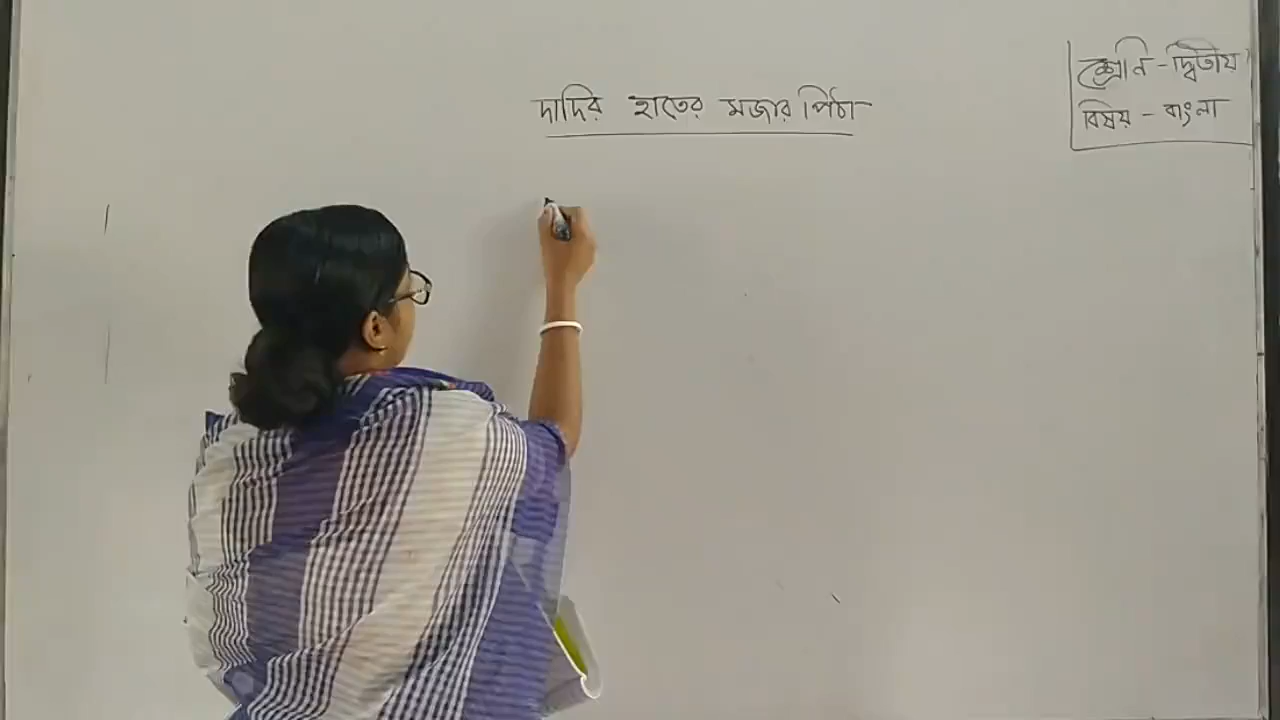 দাদির হাতের মজার পিঠা
শ্রেণি - দ্বিতীয়
বিষয় - বাংলা